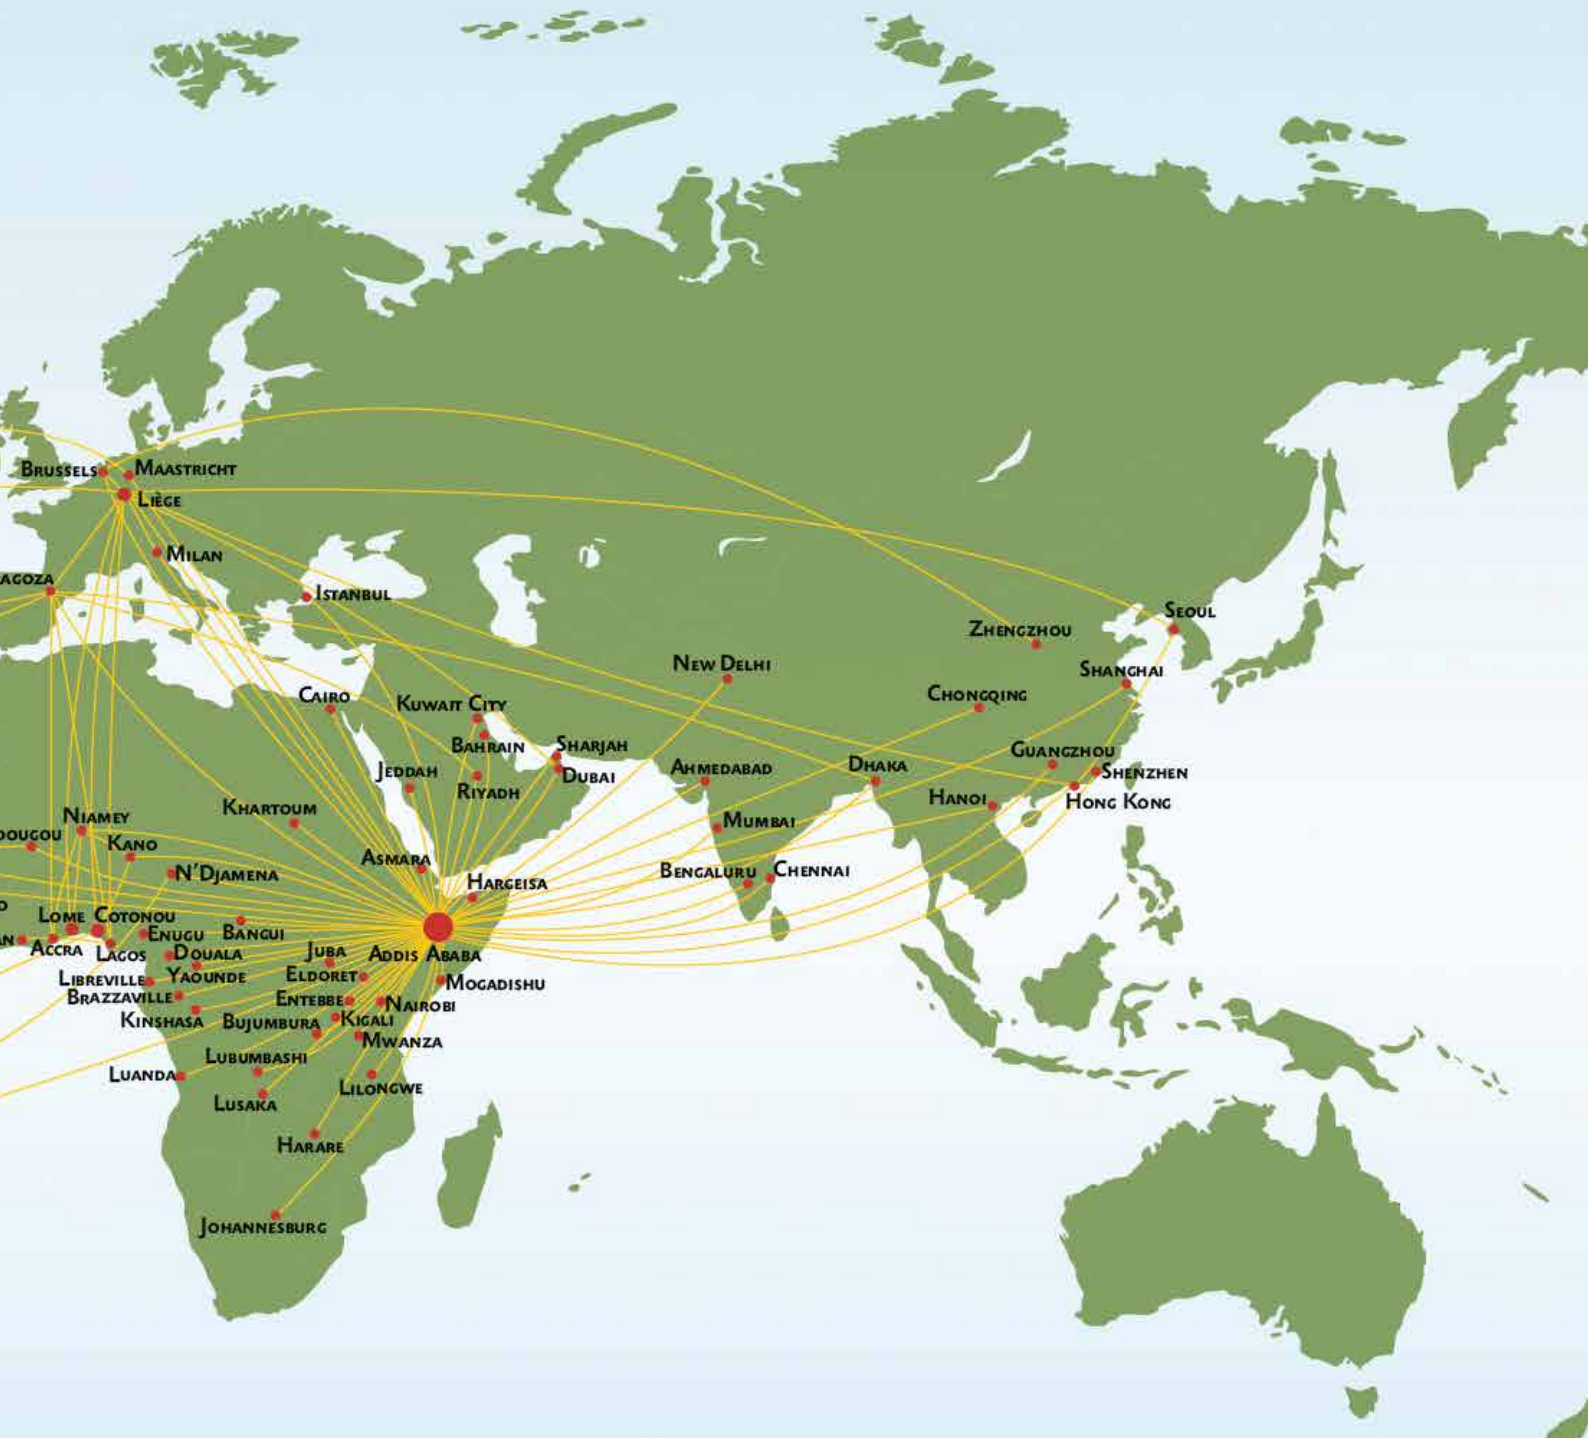 Brussels
Maastricht
Liège
Milan
agoza
Istanbul
Seoul
Zhengzhou
New Delhi
Shanghai
Cairo
Kuwait City
Chongqing
Bahrain
Sharjah
Guangzhou
Jeddah
Dubai
Ahmedabad
Dhaka
Shenzhen
Riyadh
Hanoi
Hong Kong
Khartoum
Niamey
Mumbai
dougou
Kano
Asmara
N'Djamena
Bengaluru
Chennai
Hargeisa
o
Lome
Cotonou
Enugu
Bangui
an
Accra
Lagos
Douala
Juba
Addis Ababa
Yaounde
Eldoret
Libreville
Mogadishu
Brazzaville
Entebbe
Nairobi
Kinshasa
Bujumbura
Kigali
Mwanza
Lubumbashi
Luanda
Lilongwe
Lusaka
Harare
Johannesburg